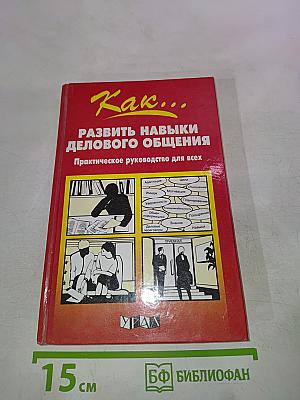 Как...
РАЗВИТЬ НАВЫКИ
ДЕЛОВОГО ОБЩЕНИЯ
Практическое руководство для всех
УРАЛ
15 см
БФ БИБЛИОФАН